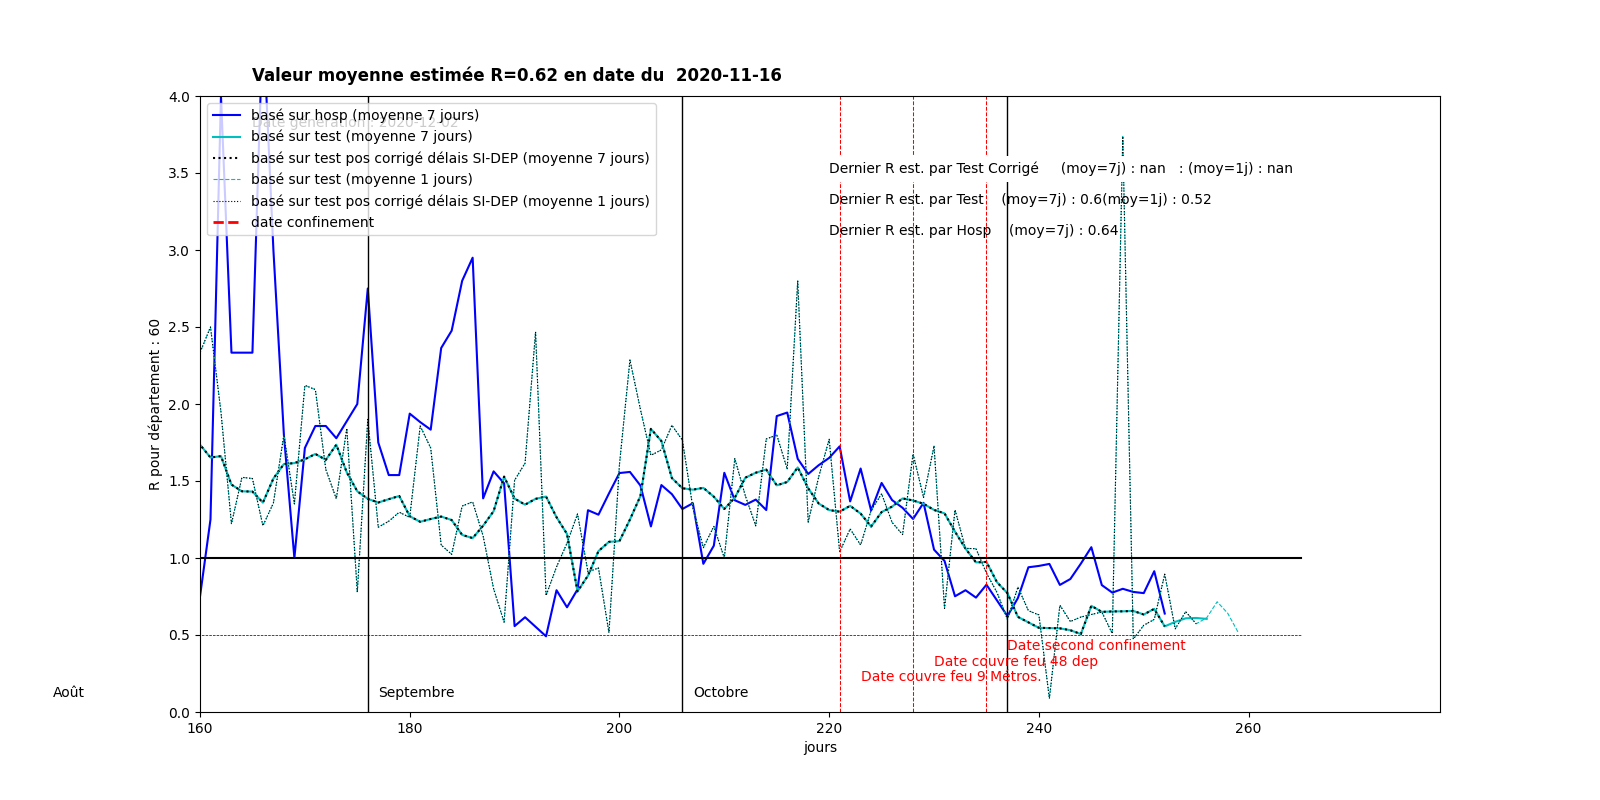 Valeur moyenne estimée R=0.62 en date du  2020-11-16
4.0
3.5
3.0
2.5
2.0
1.5
1.0
0.5
0.0
R pour département : 60
Date génération : 2020-12-02
basé sur hosp (moyenne 7 jours)
basé sur test (moyenne 7 jours)
basé sur test pos corrigé délais SI-DEP (moyenne 7 jours)
basé sur test (moyenne 1 jours)
basé sur test pos corrigé délais SI-DEP (moyenne 1 jours)
date confinement
Dernier R est. par Test Corrigé     (moy=7j) : nan   : (moy=1j) : nan
Dernier R est. par Test    (moy=7j) : 0.6(moy=1j) : 0.52
Dernier R est. par Hosp    (moy=7j) : 0.64
Date second confinement
Date couvre feu 48 dep
Date couvre feu 9 Métros.
Août
Septembre
Octobre
160
180
200
220
240
260
jours